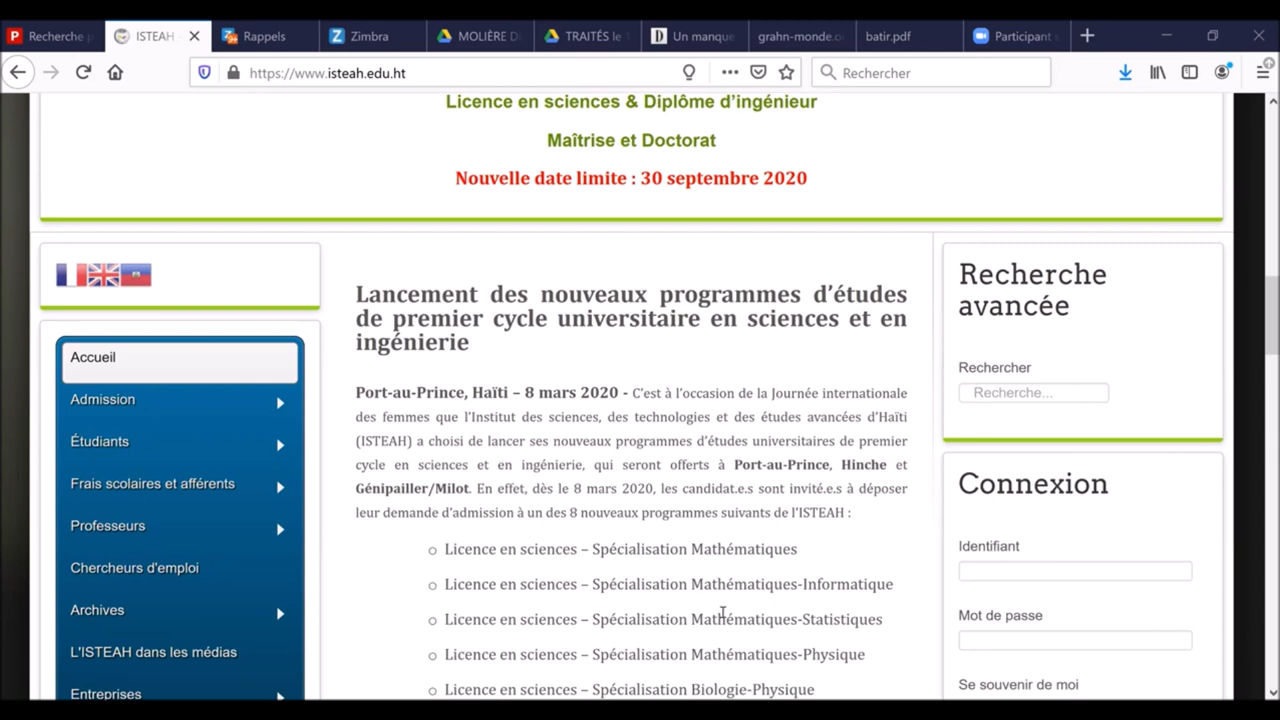 Recherche p
ISTEAH
Rappels
Zimbra
MOLIÈRE D
TRAITÉS le
Un manque
grahn-monde.o
batir.pdf
Participant
https://www.isteah.edu.ht
Rechercher
Licence en sciences & Diplôme d'ingénieur
Maîtrise et Doctorat
Nouvelle date limite : 30 septembre 2020
Accueil
Admission
Étudiants
Frais scolaires et afférents
Professeurs
Chercheurs d'emploi
Archives
L'ISTEAH dans les médias
Entreprises
Lancement des nouveaux programmes d'études
de premier cycle universitaire en sciences et en
ingénierie
Port-au-Prince, Haïti – 8 mars 2020 - C'est à l'occasion de la Journée internationale
des femmes que l'Institut des sciences, des technologies et des études avancées d'Haïti
(ISTEAH) a choisi de lancer ses nouveaux programmes d'études universitaires de premier
cycle en sciences et en ingénierie, qui seront offerts à Port-au-Prince, Hinche et
Génipailler/Milot. En effet, dès le 8 mars 2020, les candidat.e.s sont invité.e.s à déposer
leur demande d'admission à un des 8 nouveaux programmes suivants de l'ISTEAH :
Licence en sciences – Spécialisation Mathématiques
Licence en sciences – Spécialisation Mathématiques-Informatique
Licence en sciences – Spécialisation Mathématiques-Statistiques
Licence en sciences – Spécialisation Mathématiques-Physique
Licence en sciences – Spécialisation Biologie-Physique
Recherche
avancée
Rechercher
Recherche...
Connexion
Identifiant
Mot de passe
Se souvenir de moi